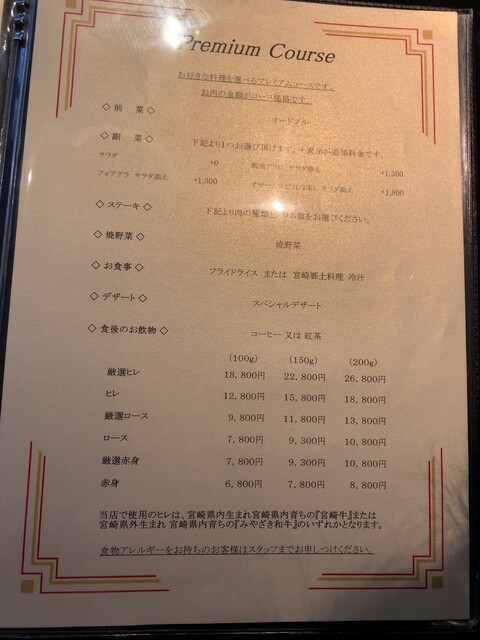 Premium Course
お好きな料理を選べるプレミアムコースです。
お肉の金額がコース価格です。
◇ 前 菜 ◇
オードブル
◇ 副 菜 ◇
下記より1つお選び頂けます。+表示が追加料金です。
サラダ +0
蝦夷アワビ サラダ添え +1,300
フォアグラ サラダ添え +1,300
サラダ添え +1,800
◇ ステーキ ◇
下記より肉の種類とグラム数をお選びください。
◇ 焼野菜 ◇
焼野菜
◇ お食事 ◇
フライドライス または 宮崎郷土料理 冷汁
◇ デザート ◇
スペシャルデザート
◇ 食後のお飲物 ◇
コーヒー 又は 紅茶
(100g) (150g) (200g)
厳選ヒレ 18,800円 22,800円 26,800円
ヒレ 12,800円 15,800円 18,800円
厳選ロース 9,800円 11,800円 13,800円
ロース 7,800円 9,300円 10,800円
厳選赤身 7,800円 9,300円 10,800円
赤身 6,800円 7,800円 8,800円
当店で使用のヒレは、宮崎県内生まれ宮崎県内育ちの『宮崎牛』または
宮崎県外生まれ 宮崎県内育ちの『みやざき和牛』のいずれかとなります。
食物アレルギーをお持ちのお客様はスタッフまでお申しつけください。